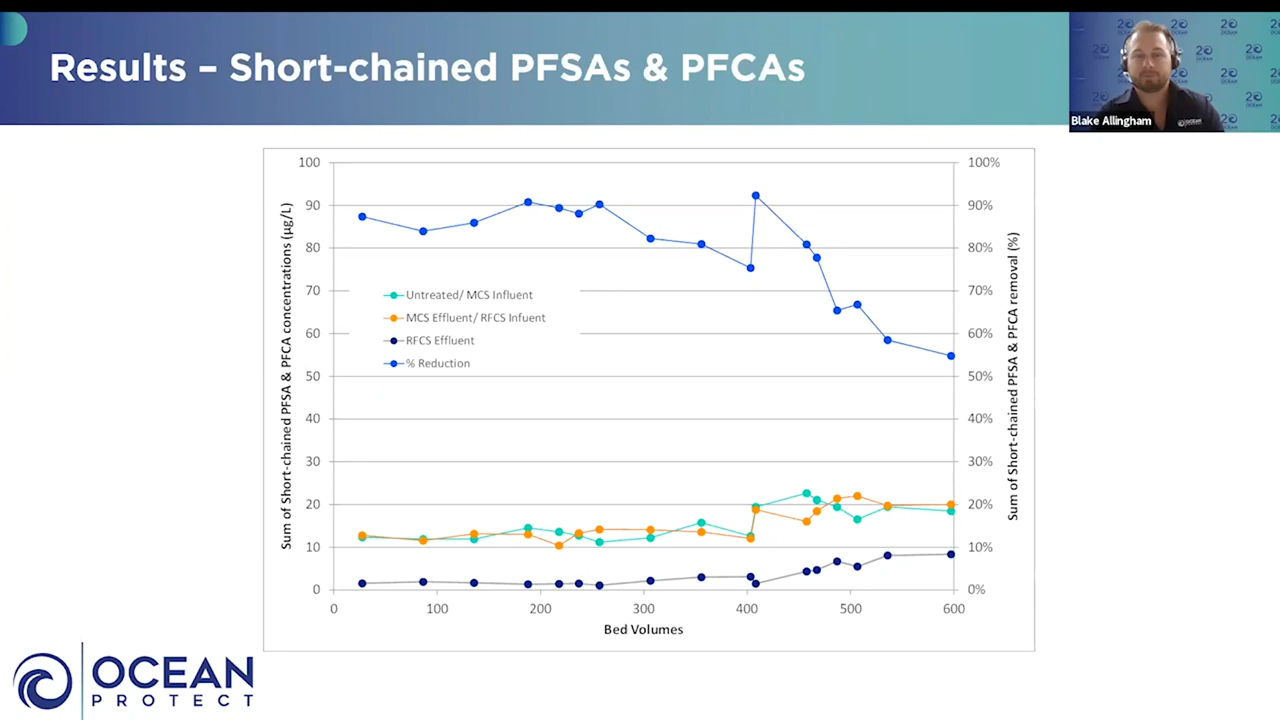 Results – Short-chained PFSAs & PFCAs
Blake Allingham
Sum of Short-chained PFSA & PFCA concentrations (µg/L)
100
90
80
70
60
50
40
30
20
10
0
Untreated/ MCS Influent
MCS Effluent/ RFCS Infuent
RFCS Effluent
% Reduction
100%
90%
80%
70%
60%
50%
40%
30%
20%
10%
0%
Sum of Short-chained PFSA & PFCA removal (%)
0 100 200 300 400 500 600
Bed Volumes
OCEAN
PROTECT